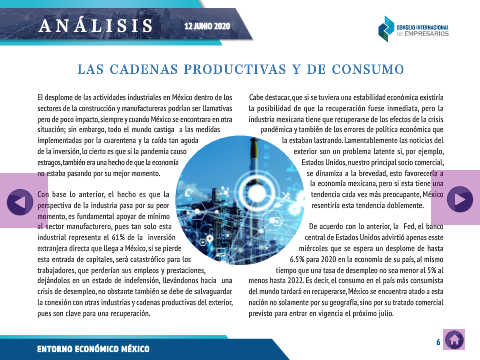 ANÁLISIS
12 JUNIO 2020
CONSEJO INTERNACIONAL
DE EMPRESARIOS
LAS CADENAS PRODUCTIVAS Y DE CONSUMO
El desplome de las actividades industriales en México dentro de los
sectores de la construcción y manufactureras podrían ser llamativas
pero de poco impacto, siempre y cuando México se encontrara en otra
situación; sin embargo, todo el mundo castiga a las medidas
implementadas por la cuarentena y la caída tan aguda
de la inversión, lo cierto es que si la pandemia causo
estragos, también era una hecho de que la economía
no estaba pasando por su mejor momento.
Con base lo anterior, el hecho es que la
perspectiva de la industria pasa por su peor
momento, es fundamental apoyar de mínimo
al sector manufacturero, pues tan solo esta
industrial representa el 61% de la inversión
extranjera directa que llega a México, si se pierde
esta entrada de capitales, será catastrófico para los
trabajadores, que perderían sus empleos y prestaciones,
dejándolos en un estado de indefensión, llevándonos hacia una
crisis de desempleo, no obstante también se debe de salvaguardar
la conexión con otras industrias y cadenas productivas del exterior,
pues son clave para una recuperación.
Cabe destacar, que si se tuviera una estabilidad económica existiría
la posibilidad de que la recuperación fuese inmediata, pero la
industria mexicana tiene que recuperarse de los efectos de la crisis
pandémica y también de los errores de política económica que
la estaban lastrando. Lamentablemente las noticias del
exterior son un problema latente si, por ejemplo,
Estados Unidos, nuestro principal socio comercial,
se dinamiza a la brevedad, esto favorecería a
la economía mexicana, pero si esta tiene una
tendencia cada vez más preocupante, México
resentiría esta tendencia doblemente.
De acuerdo con lo anterior, la Fed, el banco
central de Estados Unidos advirtió apenas esste
miércoles que se espera un desplome de hasta
6.5% para 2020 en la economía de su país, al mismo
tiempo que una tasa de desempleo no sea menor al 5% al
menos hasta 2022. Es decir, el consumo en el país más consumista
del mundo tardará en recuperarse, México se encuentra atado a esta
nación no solamente por su geografía, sino por su tratado comercial
previsto para entrar en vigencia el próximo julio.
ENTORNO ECONÓMICO MÉXICO
6